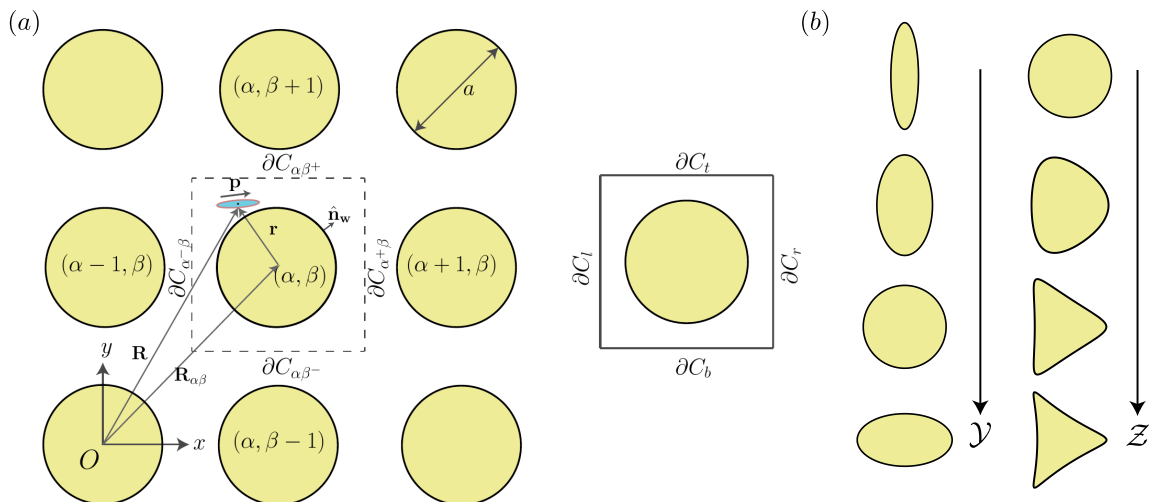 (a)
(α, β + 1)
a
∂C_{αβ⁺}
p
n̂_w
r
(α − 1, β)
∂C_{α⁻β}
(α, β)
∂C_{α⁺β}
(α + 1, β)
y
R
R_{αβ}
∂C_{αβ⁻}
O
x
(α, β − 1)
∂C_t
∂C_l
∂C_r
∂C_b
(b)
𝒴
𝒵